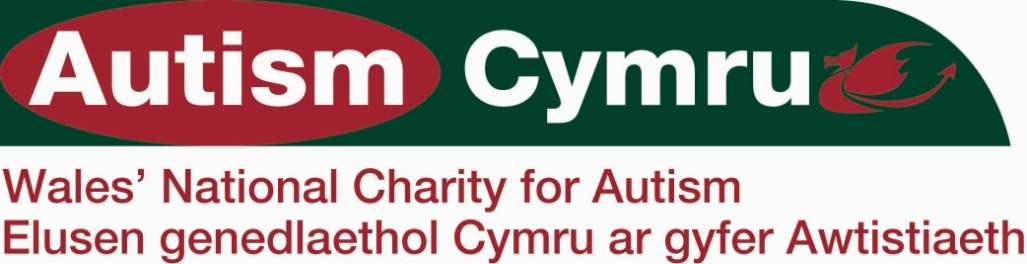 Autism Cymru
Wales’ National Charity for Autism
Elusen genedlaethol Cymru ar gyfer Awtistiaeth